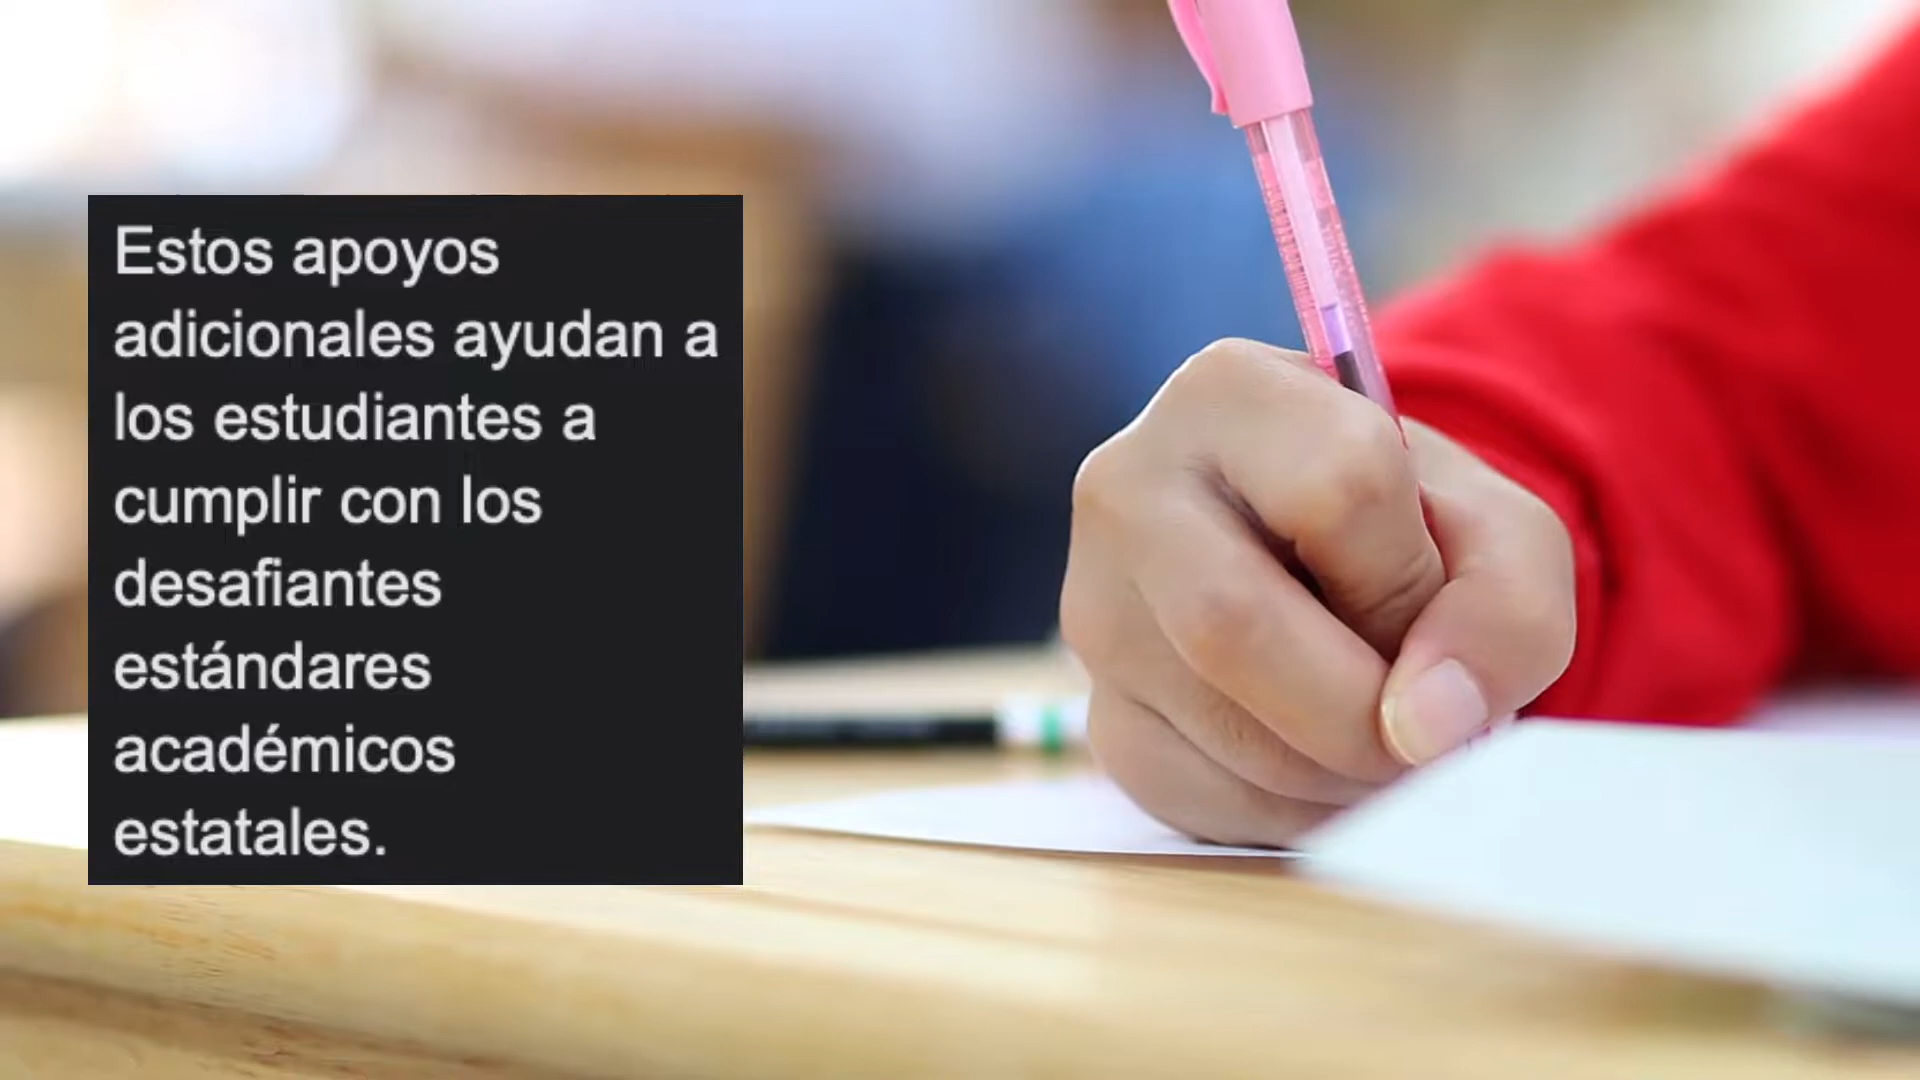 Estos apoyos
adicionales ayudan a
los estudiantes a
cumplir con los
desafiantes
estándares
académicos
estatales.